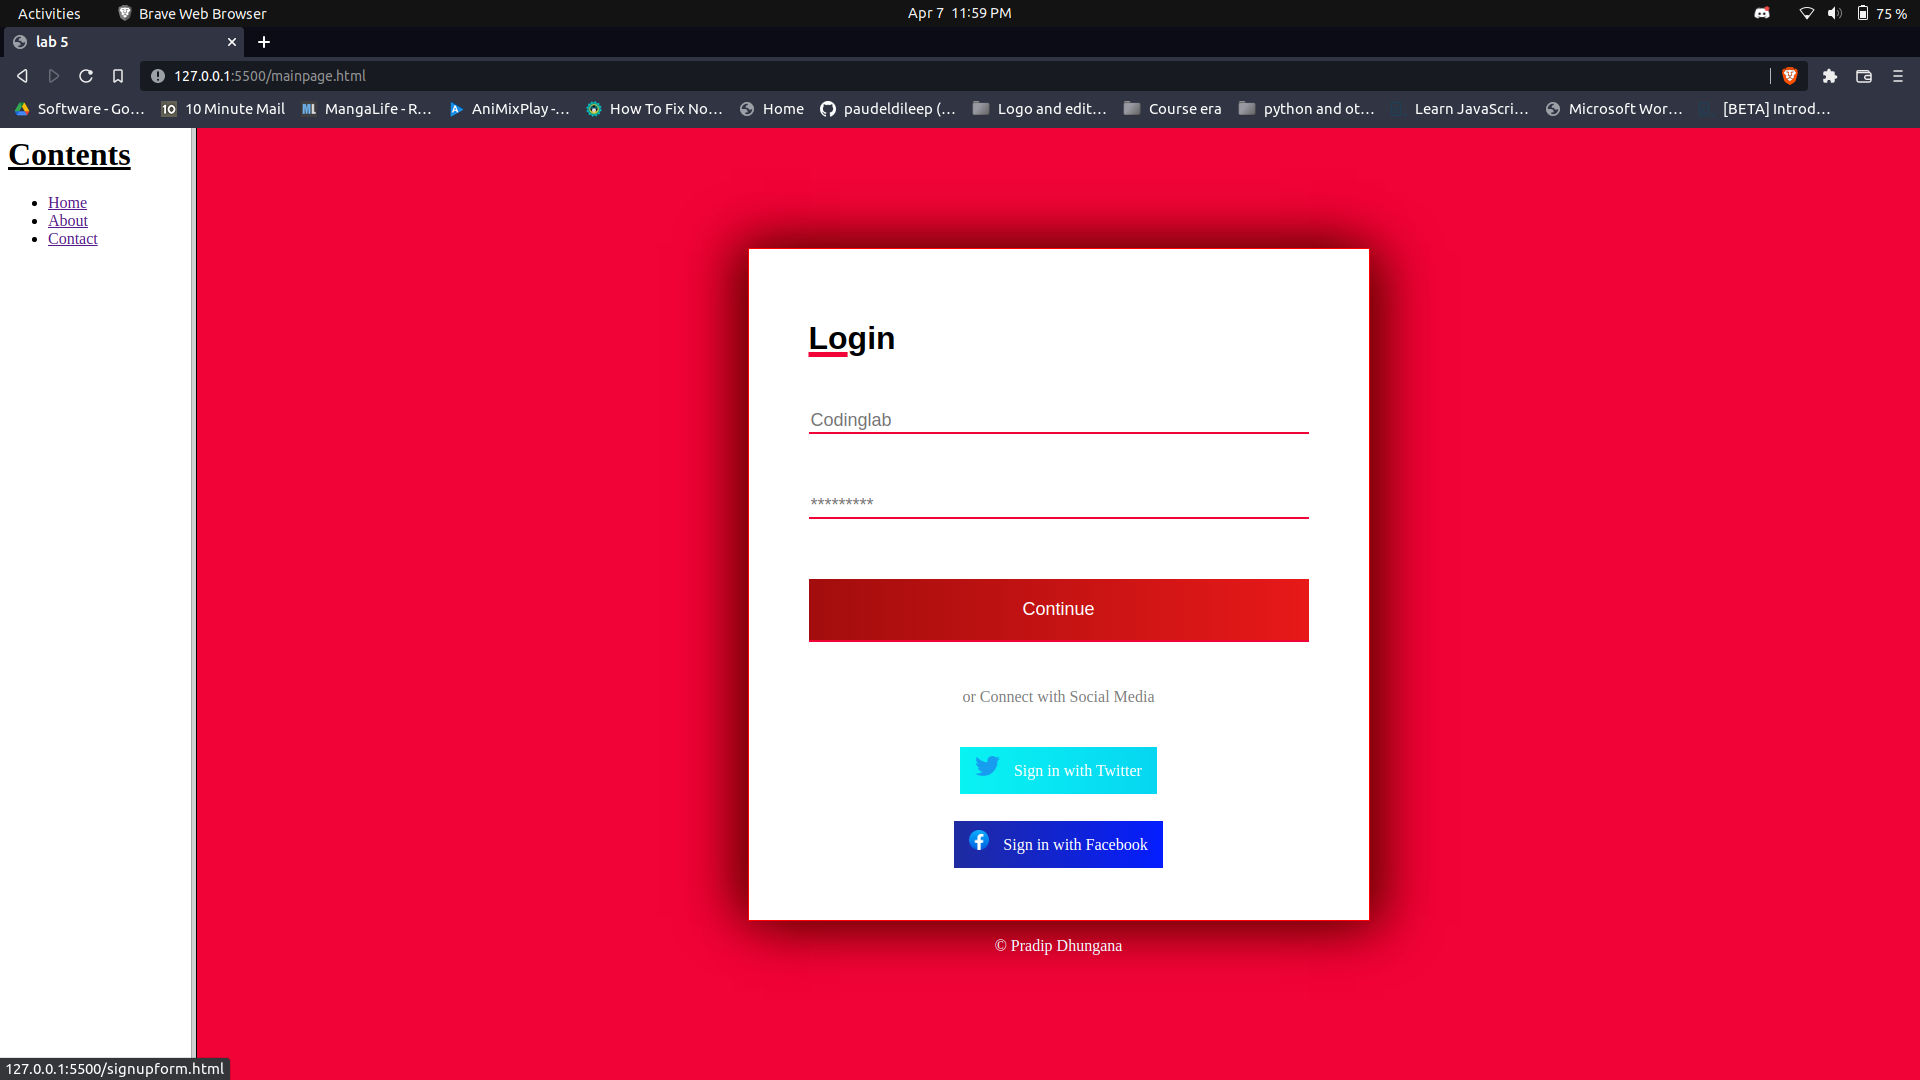 Activities Brave Web Browser Apr 7 11:59 PM 75 %
lab 5
127.0.0.1:5500/mainpage.html
Software - Go... 10 10 Minute Mail ML MangaLife - R... A AniMixPlay -... How To Fix No... Home paudeldileep (... Logo and edit... Course era python and ot... Learn JavaScri... Microsoft Wor... [BETA] Introd...
Contents
Home
About
Contact
Login
Codinglab
*********
Continue
or Connect with Social Media
Sign in with Twitter
Sign in with Facebook
© Pradip Dhungana
127.0.0.1:5500/signupform.html